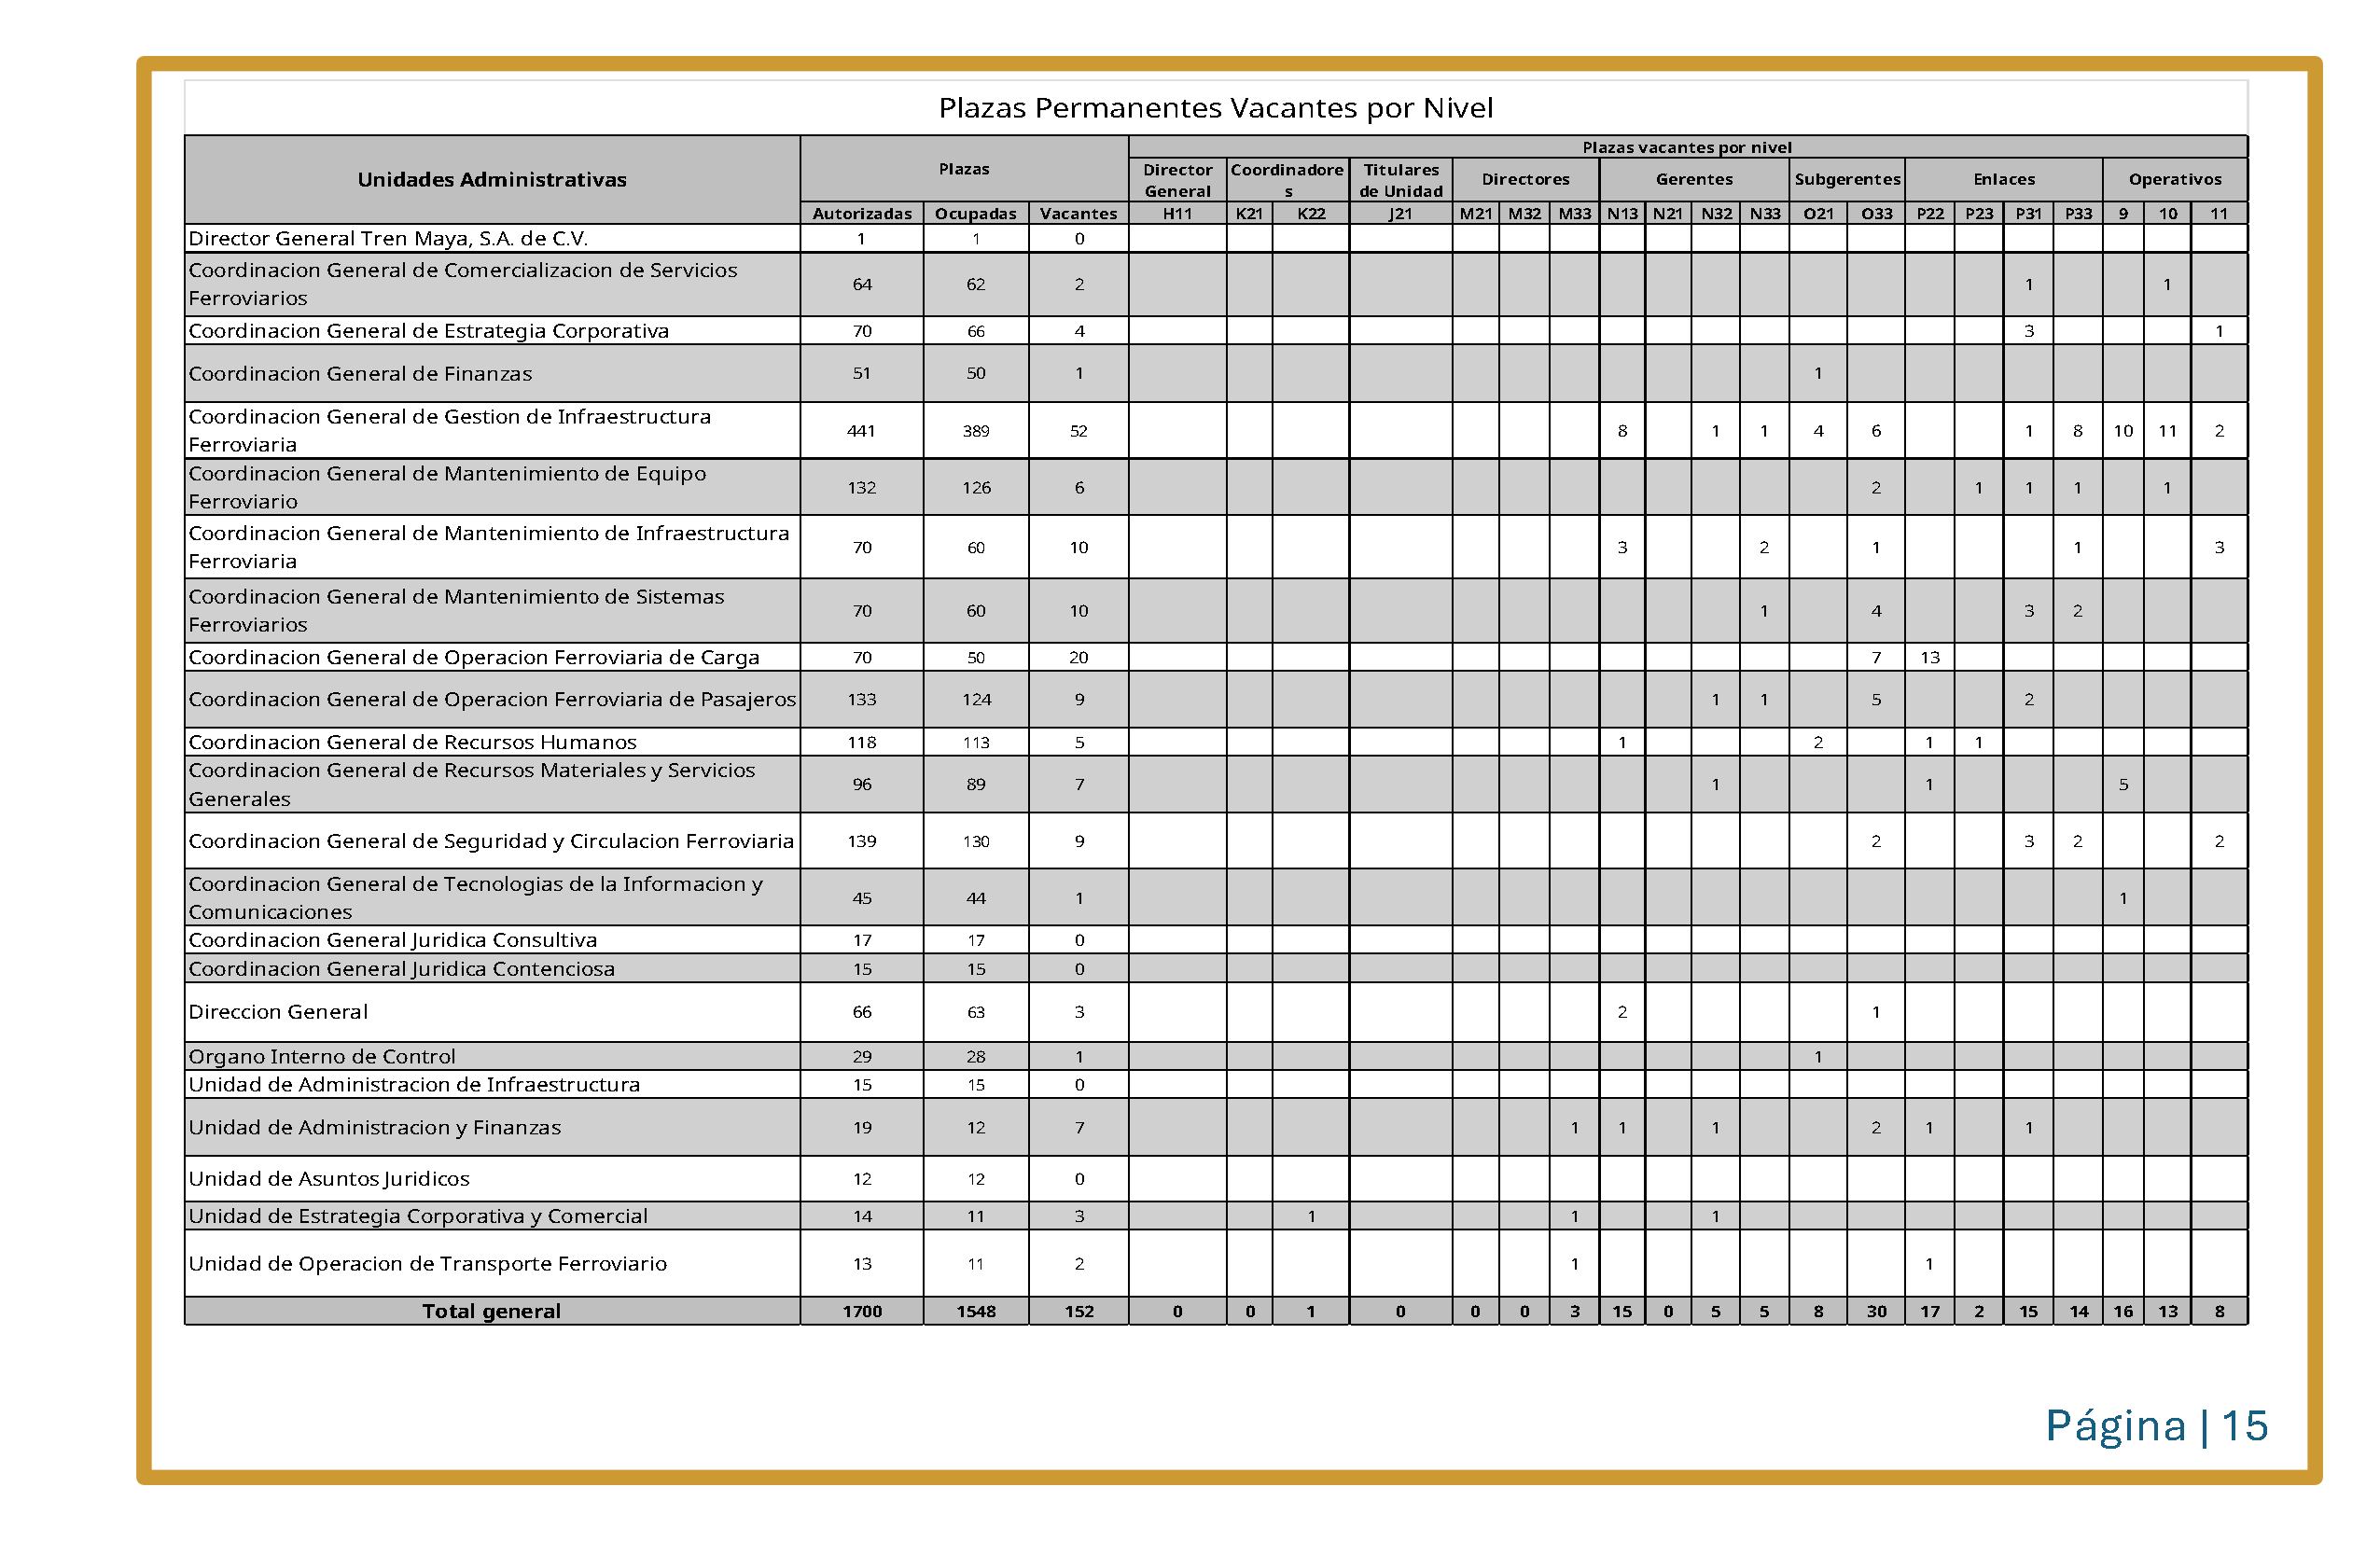 Plazas Permanentes Vacantes por Nivel
Unidades Administrativas
Plazas
Plazas vacantes por nivel
Director General
Coordinadore s
Titulares de Unidad
Directores
Gerentes
Subgerentes
Enlaces
Operativos
Autorizadas Ocupadas Vacantes H11 K21 K22 J21 M21 M32 M33 N13 N21 N32 N33 O21 O33 P22 P23 P31 P33 9 10 11
Director General Tren Maya, S.A. de C.V. 1 1 0
Coordinacion General de Comercializacion de Servicios
Ferroviarios 64 62 2 1 1
Coordinacion General de Estrategia Corporativa 70 66 4 3 1
Coordinacion General de Finanzas 51 50 1 1
Coordinacion General de Gestion de Infraestructura
Ferroviaria 441 389 52 8 1 1 4 6 1 8 10 11 2
Coordinacion General de Mantenimiento de Equipo
Ferroviario 132 126 6 2 1 1 1 1
Coordinacion General de Mantenimiento de Infraestructura
Ferroviaria 70 60 10 3 2 1 1 3
Coordinacion General de Mantenimiento de Sistemas
Ferroviarios 70 60 10 1 4 3 2
Coordinacion General de Operacion Ferroviaria de Carga 70 50 20 7 13
Coordinacion General de Operacion Ferroviaria de Pasajeros 133 124 9 1 1 5 2
Coordinacion General de Recursos Humanos 118 113 5 1 2 1 1
Coordinacion General de Recursos Materiales y Servicios
Generales 96 89 7 1 1 5
Coordinacion General de Seguridad y Circulacion Ferroviaria 139 130 9 2 3 2 2
Coordinacion General de Tecnologias de la Informacion y
Comunicaciones 45 44 1 1
Coordinacion General Juridica Consultiva 17 17 0
Coordinacion General Juridica Contenciosa 15 15 0
Direccion General 66 63 3 2 1
Organo Interno de Control 29 28 1 1
Unidad de Administracion de Infraestructura 15 15 0
Unidad de Administracion y Finanzas 19 12 7 1 1 1 2 1 1
Unidad de Asuntos Juridicos 12 12 0
Unidad de Estrategia Corporativa y Comercial 14 11 3 1 1 1
Unidad de Operacion de Transporte Ferroviario 13 11 2 1 1
Total general 1700 1548 152 0 0 1 0 0 0 3 15 0 5 5 8 30 17 2 15 14 16 13 8
Página | 15